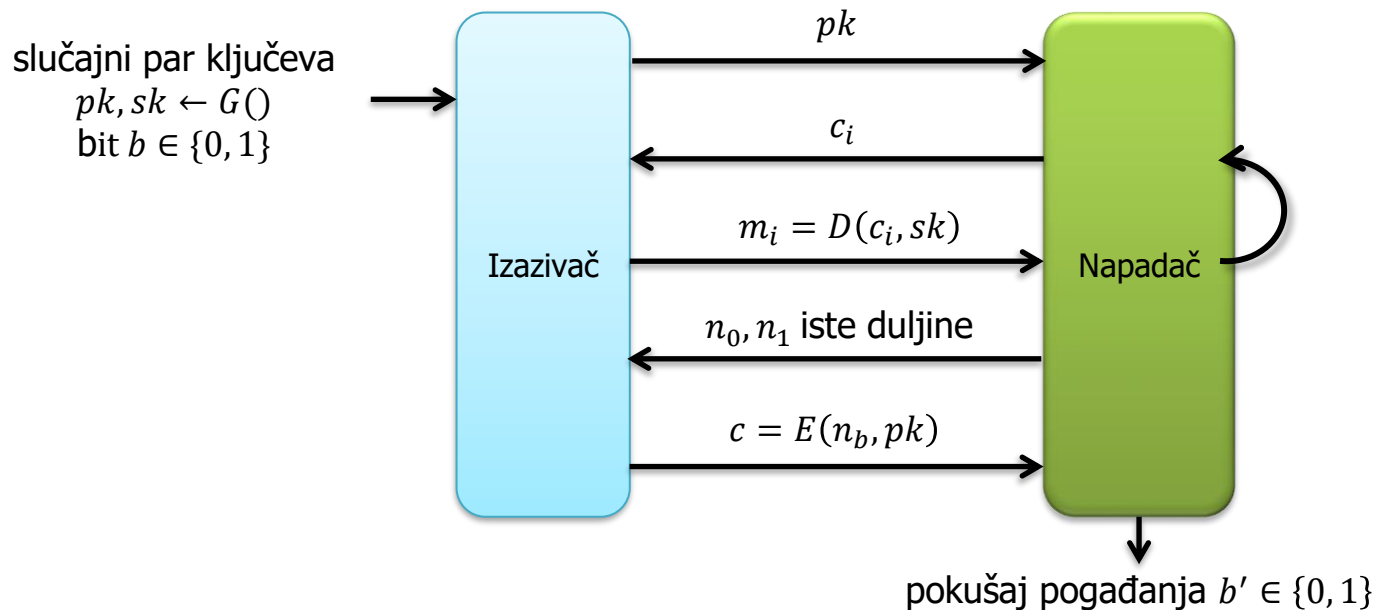 slučajni par ključeva
pk, sk ← G()
bit b ∈ {0, 1}
Izazivač
pk
c_i
m_i = D(c_i, sk)
n_0, n_1 iste duljine
c = E(n_b, pk)
Napadač
pokušaj pogađanja b′ ∈ {0, 1}